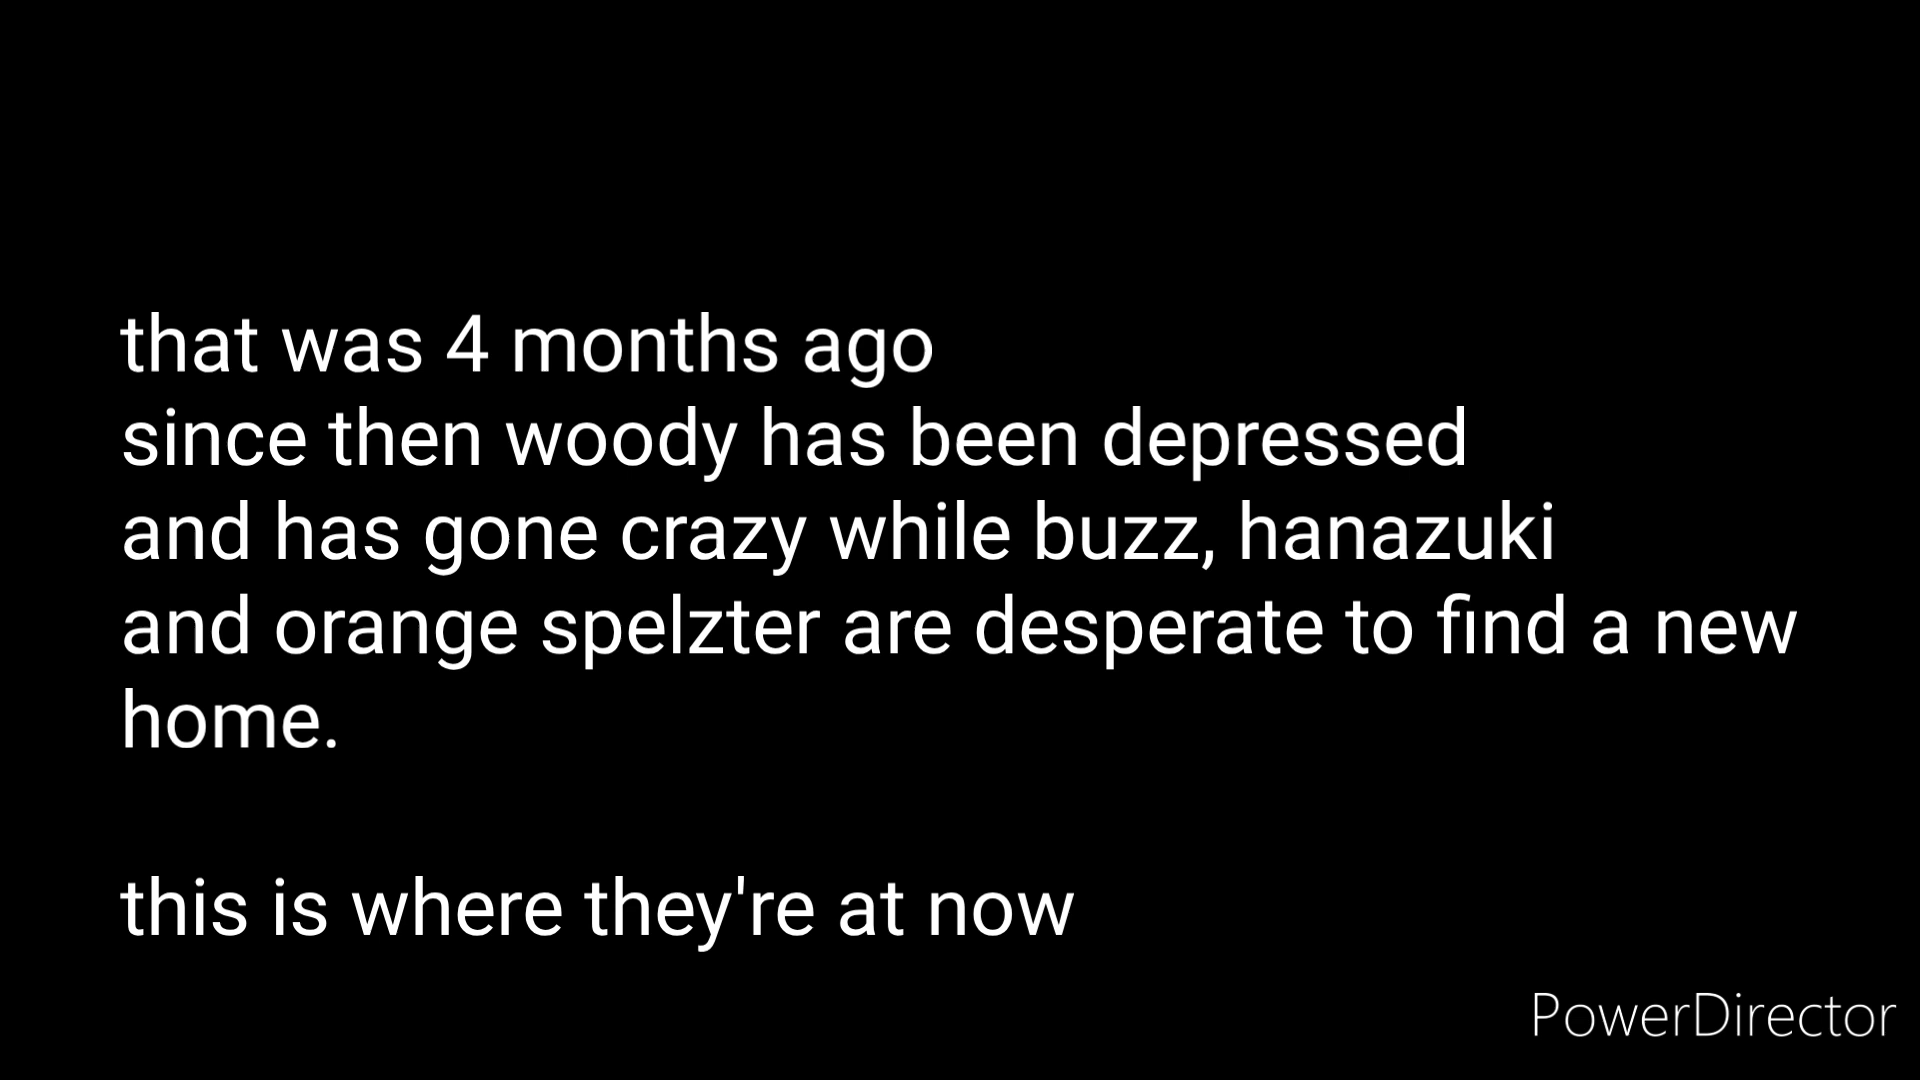 that was 4 months ago
since then woody has been depressed
and has gone crazy while buzz, hanazuki
and orange spelzter are desperate to find a new
home.
this is where they're at now
PowerDirector